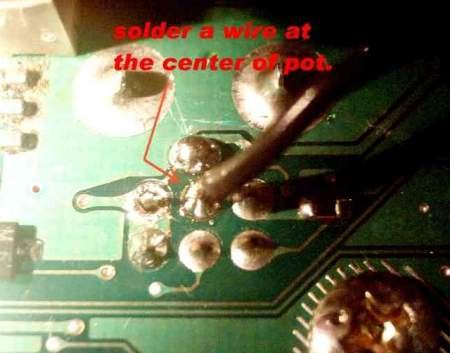 solder a wire at
the center of pot.